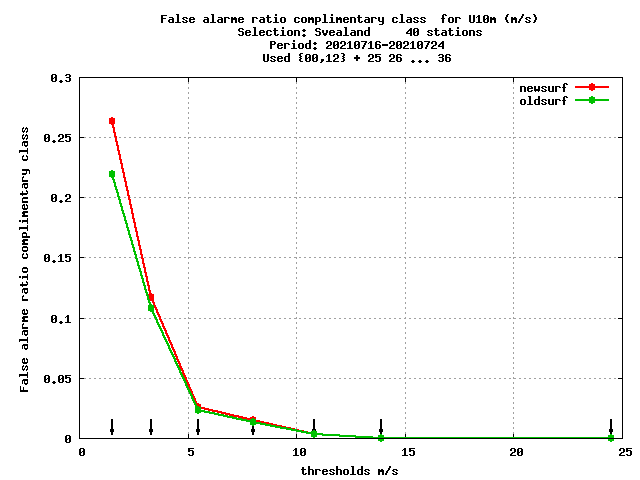 False alarme ratio complimentary class  for U10m (m/s)
Selection: Svealand     40 stations
Period: 20210716-20210724
Used {00,12} + 25 26 ... 36
newsurf
oldsurf
0.3
0.25
0.2
0.15
0.1
0.05
0
False alarme ratio complimentary class
0 5 10 15 20 25
thresholds m/s